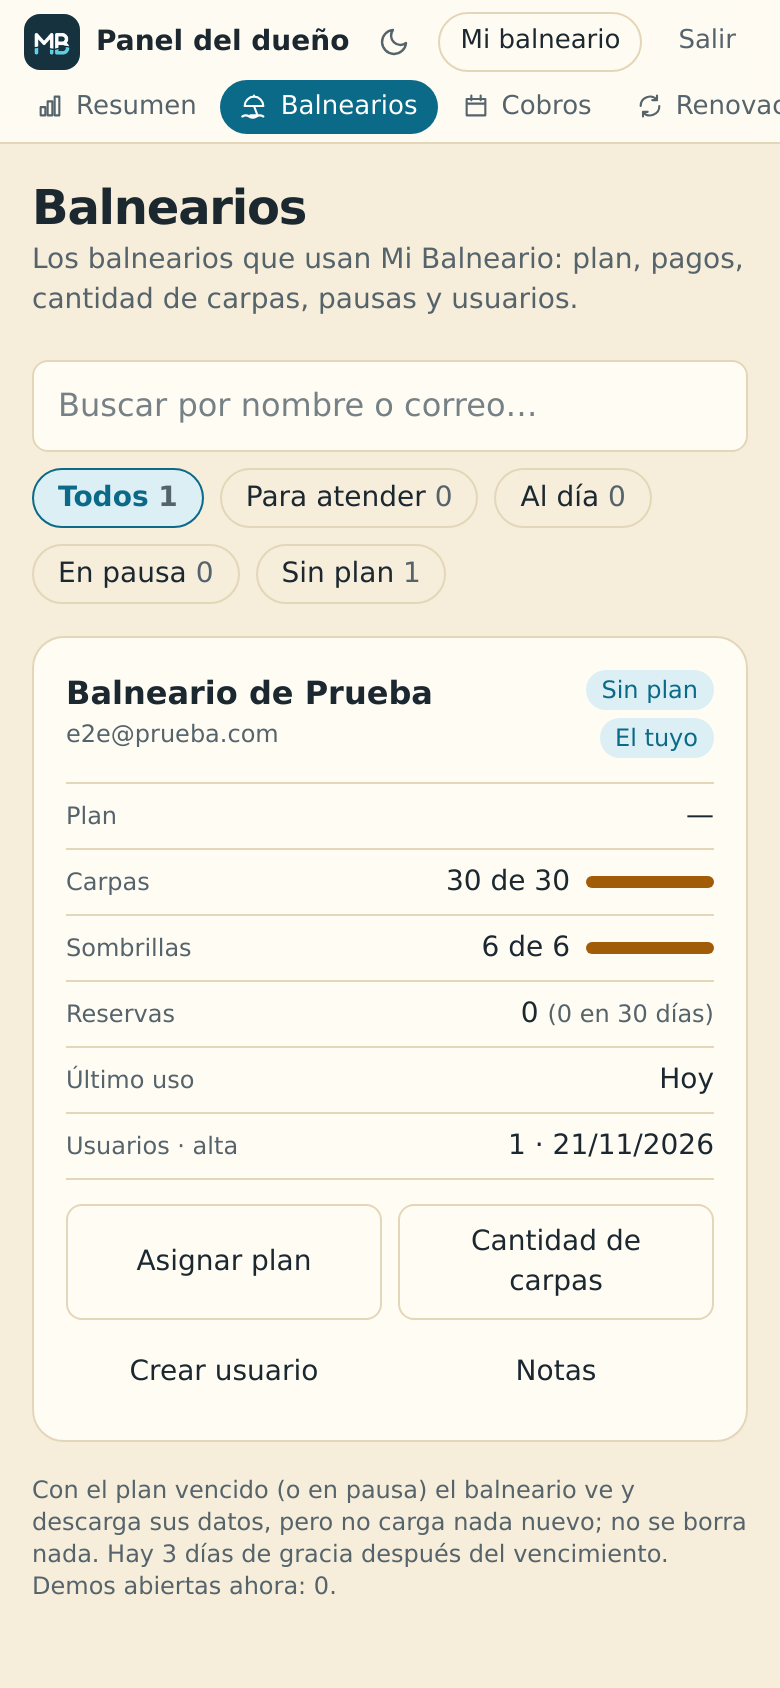 MB Panel del dueño Mi balneario Salir
Resumen Balnearios Cobros Renovac
Balnearios
Los balnearios que usan Mi Balneario: plan, pagos,
cantidad de carpas, pausas y usuarios.
Buscar por nombre o correo...
Todos 1 Para atender 0 Al día 0
En pausa 0 Sin plan 1
Balneario de Prueba Sin plan
e2e@prueba.com El tuyo
Plan —
Carpas 30 de 30
Sombrillas 6 de 6
Reservas 0 (0 en 30 días)
Último uso Hoy
Usuarios · alta 1 · 21/11/2026
Asignar plan Cantidad de
carpas
Crear usuario Notas
Con el plan vencido (o en pausa) el balneario ve y
descarga sus datos, pero no carga nada nuevo; no se borra
nada. Hay 3 días de gracia después del vencimiento.
Demos abiertas ahora: 0.